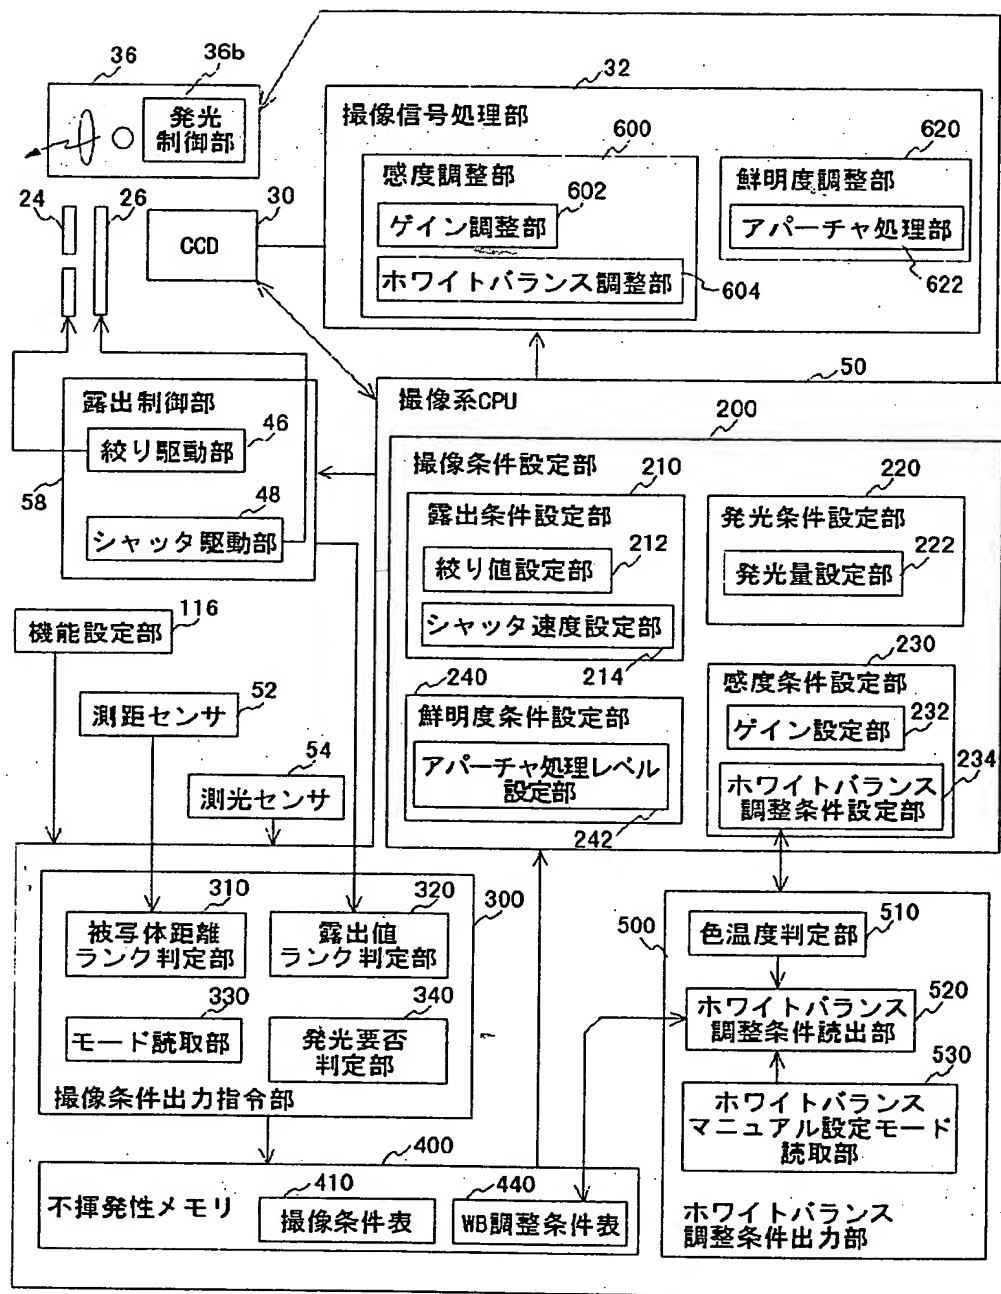 36
36b
発光
制御部
32
撮像信号処理部
600
感度調整部
602
ゲイン調整部
ホワイトバランス調整部
604
620
鮮明度調整部
アパーチャ処理部
622
24
26
30
CCD
50
撮像系CPU
200
撮像条件設定部
210
露出条件設定部
212
絞り値設定部
シャッタ速度設定部
214
220
発光条件設定部
222
発光量設定部
露出制御部
46
絞り駆動部
58
48
シャッタ駆動部
116
機能設定部
52
測距センサ
54
測光センサ
240
鮮明度条件設定部
アパーチャ処理レベル
設定部
242
230
感度条件設定部
232
ゲイン設定部
234
ホワイトバランス
調整条件設定部
310
被写体距離
ランク判定部
320
露出値
ランク判定部
300
330
モード読取部
340
発光要否
判定部
撮像条件出力指令部
400
不揮発性メモリ
410
撮像条件表
440
WB調整条件表
500
510
色温度判定部
520
ホワイトバランス
調整条件読出部
530
ホワイトバランス
マニュアル設定モード
読取部
ホワイトバランス
調整条件出力部